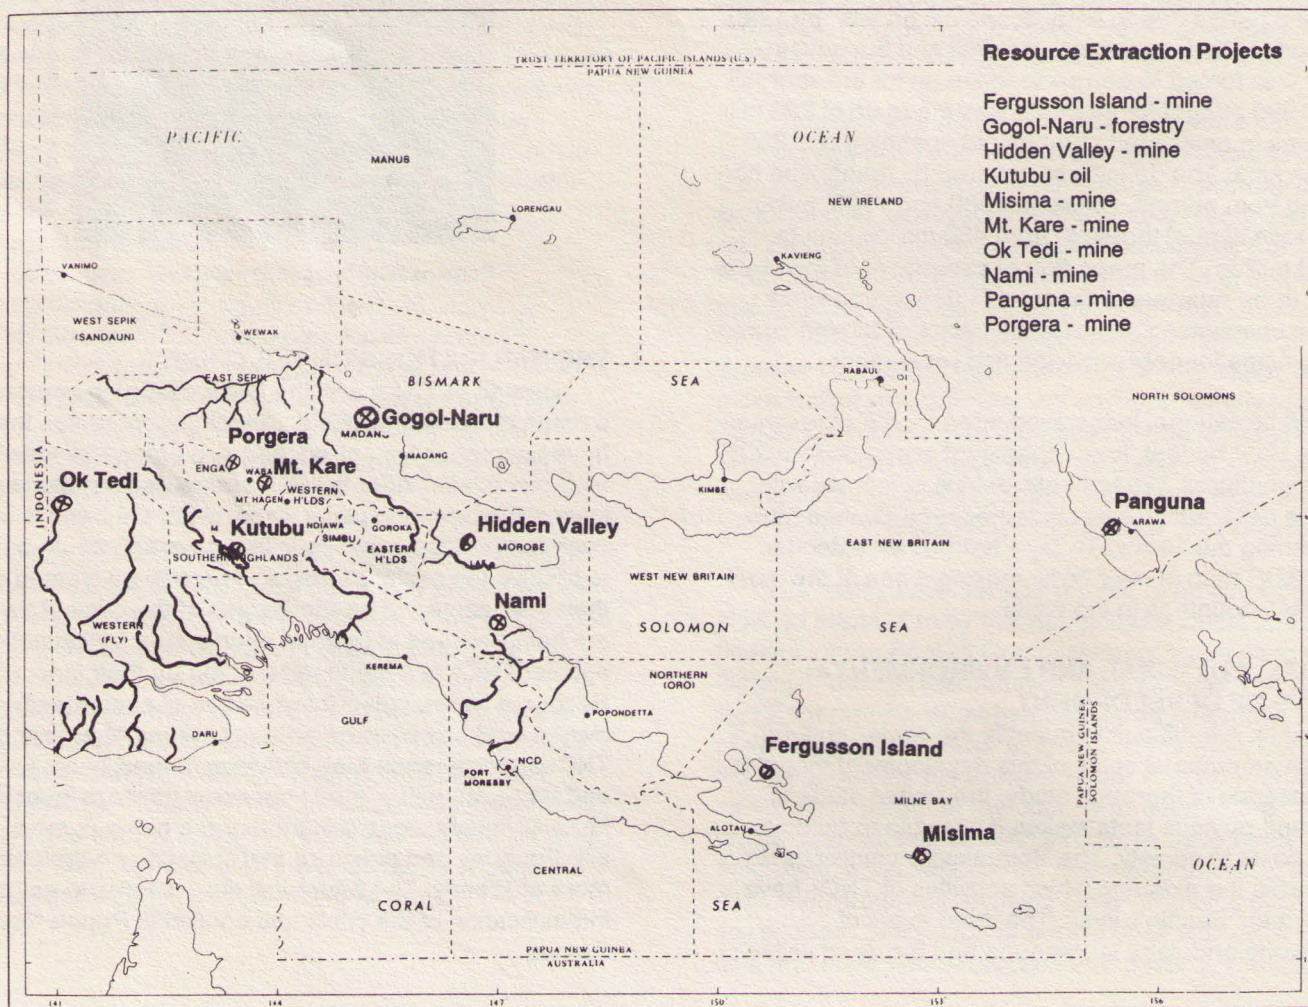 TRUST TERRITORY OF PACIFIC ISLANDS (U.S.)
PAPUA NEW GUINEA
Resource Extraction Projects
Fergusson Island - mine
Gogol-Naru - forestry
Hidden Valley - mine
Kutubu - oil
Misima - mine
Mt. Kare - mine
Ok Tedi - mine
Nami - mine
Panguna - mine
Porgera - mine
PACIFIC
OCEAN
MANUS
LORENGAU
NEW IRELAND
KAVIENG
VANIMO
WEST SEPIK
(SANDAUN)
WEWAK
EAST SEPIK
BISMARK
SEA
RABAUL
NORTH SOLOMONS
Gogol-Naru
MADANG
MADANG
Porgera
ENGA
WABA
Mt. Kare
WESTERN
H'LDS
MT HAGEN
INDONESIA
Ok Tedi
KIMBE
Panguna
ARAWA
Kutubu
M
NDIAWA
SIMBU
GOROKA
EASTERN
H'LDS
SOUTHERN HIGHLANDS
Hidden Valley
MOROBE
LAE
EAST NEW BRITAIN
WEST NEW BRITAIN
Nami
SOLOMON
SEA
WESTERN
(FLY)
KEREMA
NORTHERN
(ORO)
POPONDETTA
GULF
DARU
NCD
PORT
MORESBY
Fergusson Island
PAPUA NEW GUINEA
SOLOMON ISLANDS
MILNE BAY
ALOTAU
Misima
OCEAN
CENTRAL
CORAL
SEA
PAPUA NEW GUINEA
AUSTRALIA
141
144
147
150
153
156